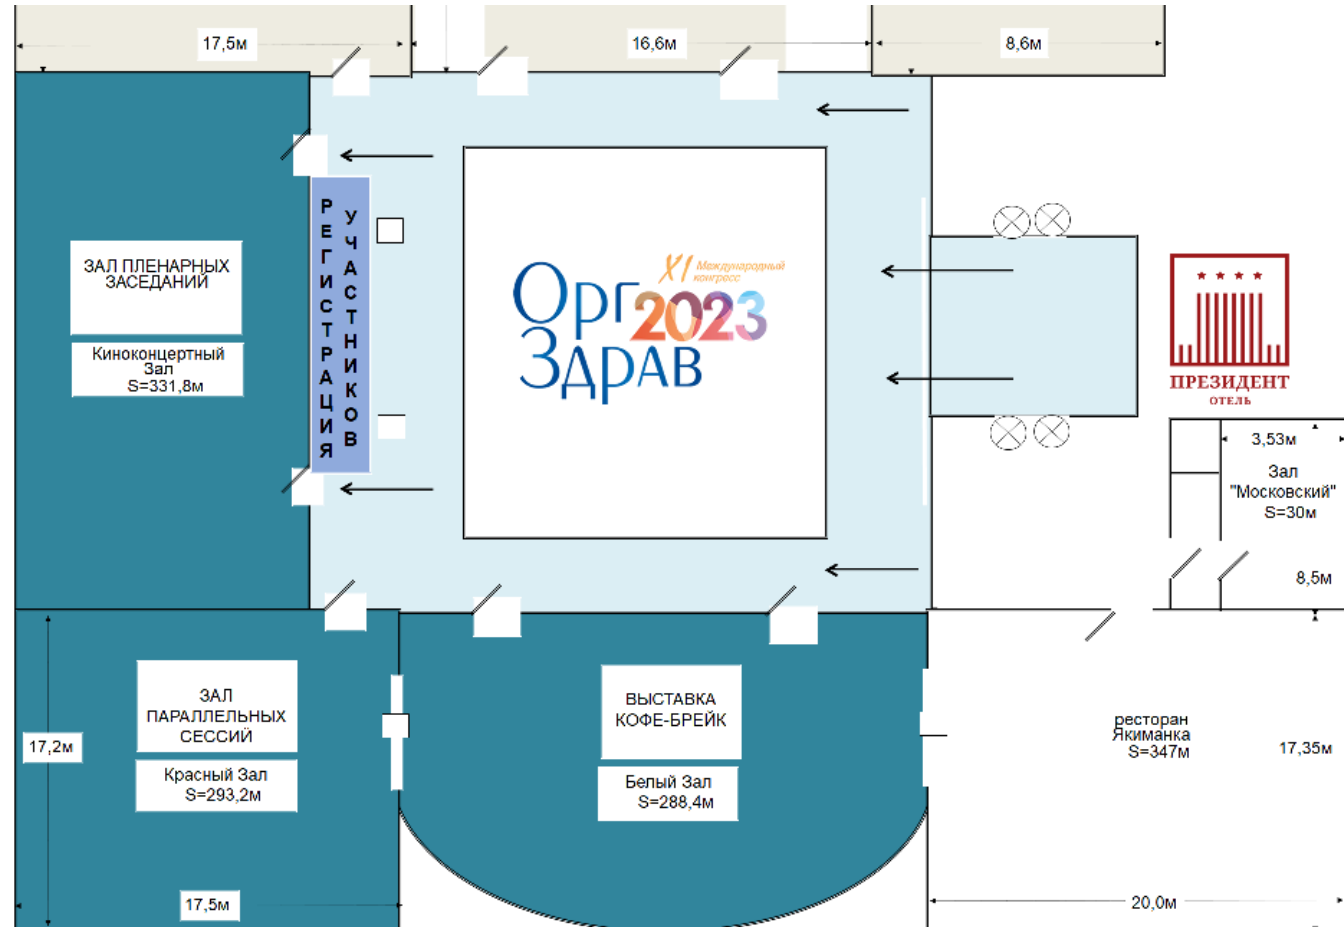 17,5м
16,6м
8,6м
РЕГИСТРАЦИЯ
УЧАСТНИКОВ
ЗАЛ ПЛЕНАРНЫХ
ЗАСЕДАНИЙ
Киноконцертный
Зал
S=331,8м
XI Международный
конгресс
Орг
2023
Здрав
ПРЕЗИДЕНТ
ОТЕЛЬ
3,53м
Зал
"Московский"
S=30м
8,5м
ЗАЛ
ПАРАЛЛЕЛЬНЫХ
СЕССИЙ
17,2м
Красный Зал
S=293,2м
17,5м
ВЫСТАВКА
КОФЕ-БРЕЙК
Белый Зал
S=288,4м
ресторан
Якиманка
S=347м
17,35м
20,0м